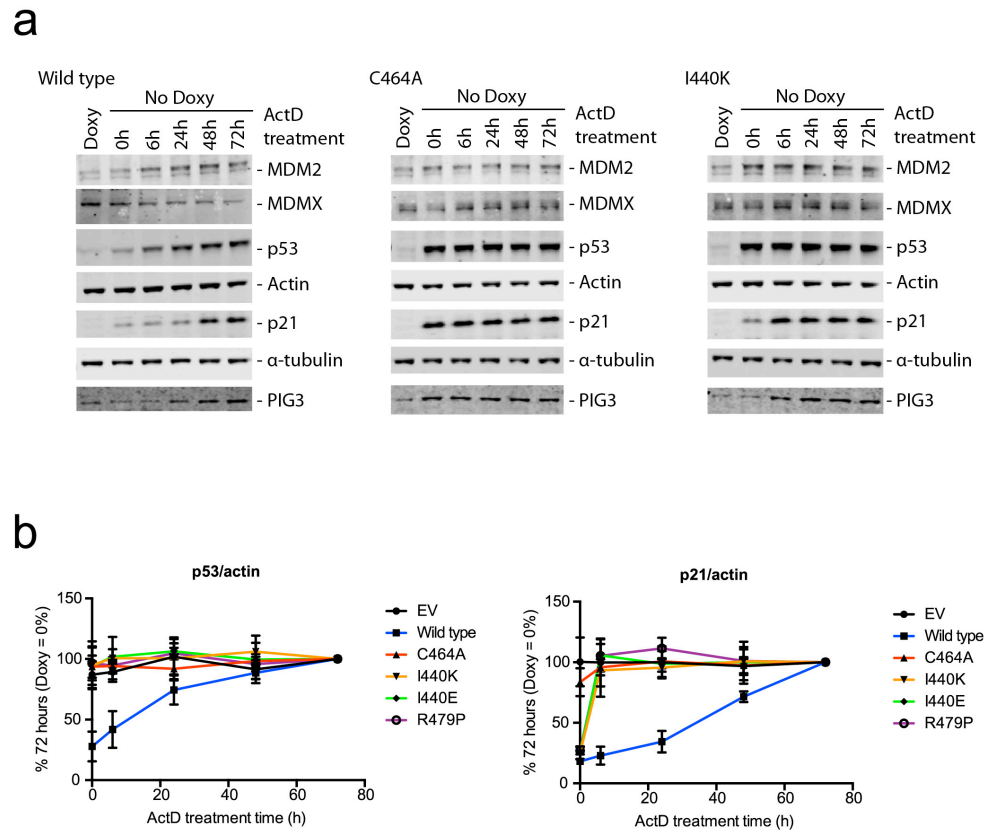 a
Wild type
No Doxy
Doxy
0h
6h
24h
48h
72h
ActD
treatment
- MDM2
- MDMX
- p53
- Actin
- p21
- α-tubulin
- PIG3
C464A
No Doxy
Doxy
0h
6h
24h
48h
72h
ActD
treatment
- MDM2
- MDMX
- p53
- Actin
- p21
- α-tubulin
- PIG3
I440K
No Doxy
Doxy
0h
6h
24h
48h
72h
ActD
treatment
- MDM2
- MDMX
- p53
- Actin
- p21
- α-tubulin
- PIG3
b
p53/actin
% 72 hours (Doxy = 0%)
150
100
50
0
0 20 40 60 80
ActD treatment time (h)
EV
Wild type
C464A
I440K
I440E
R479P
p21/actin
% 72 hours (Doxy = 0%)
150
100
50
0
0 20 40 60 80
ActD treatment time (h)
EV
Wild type
C464A
I440K
I440E
R479P